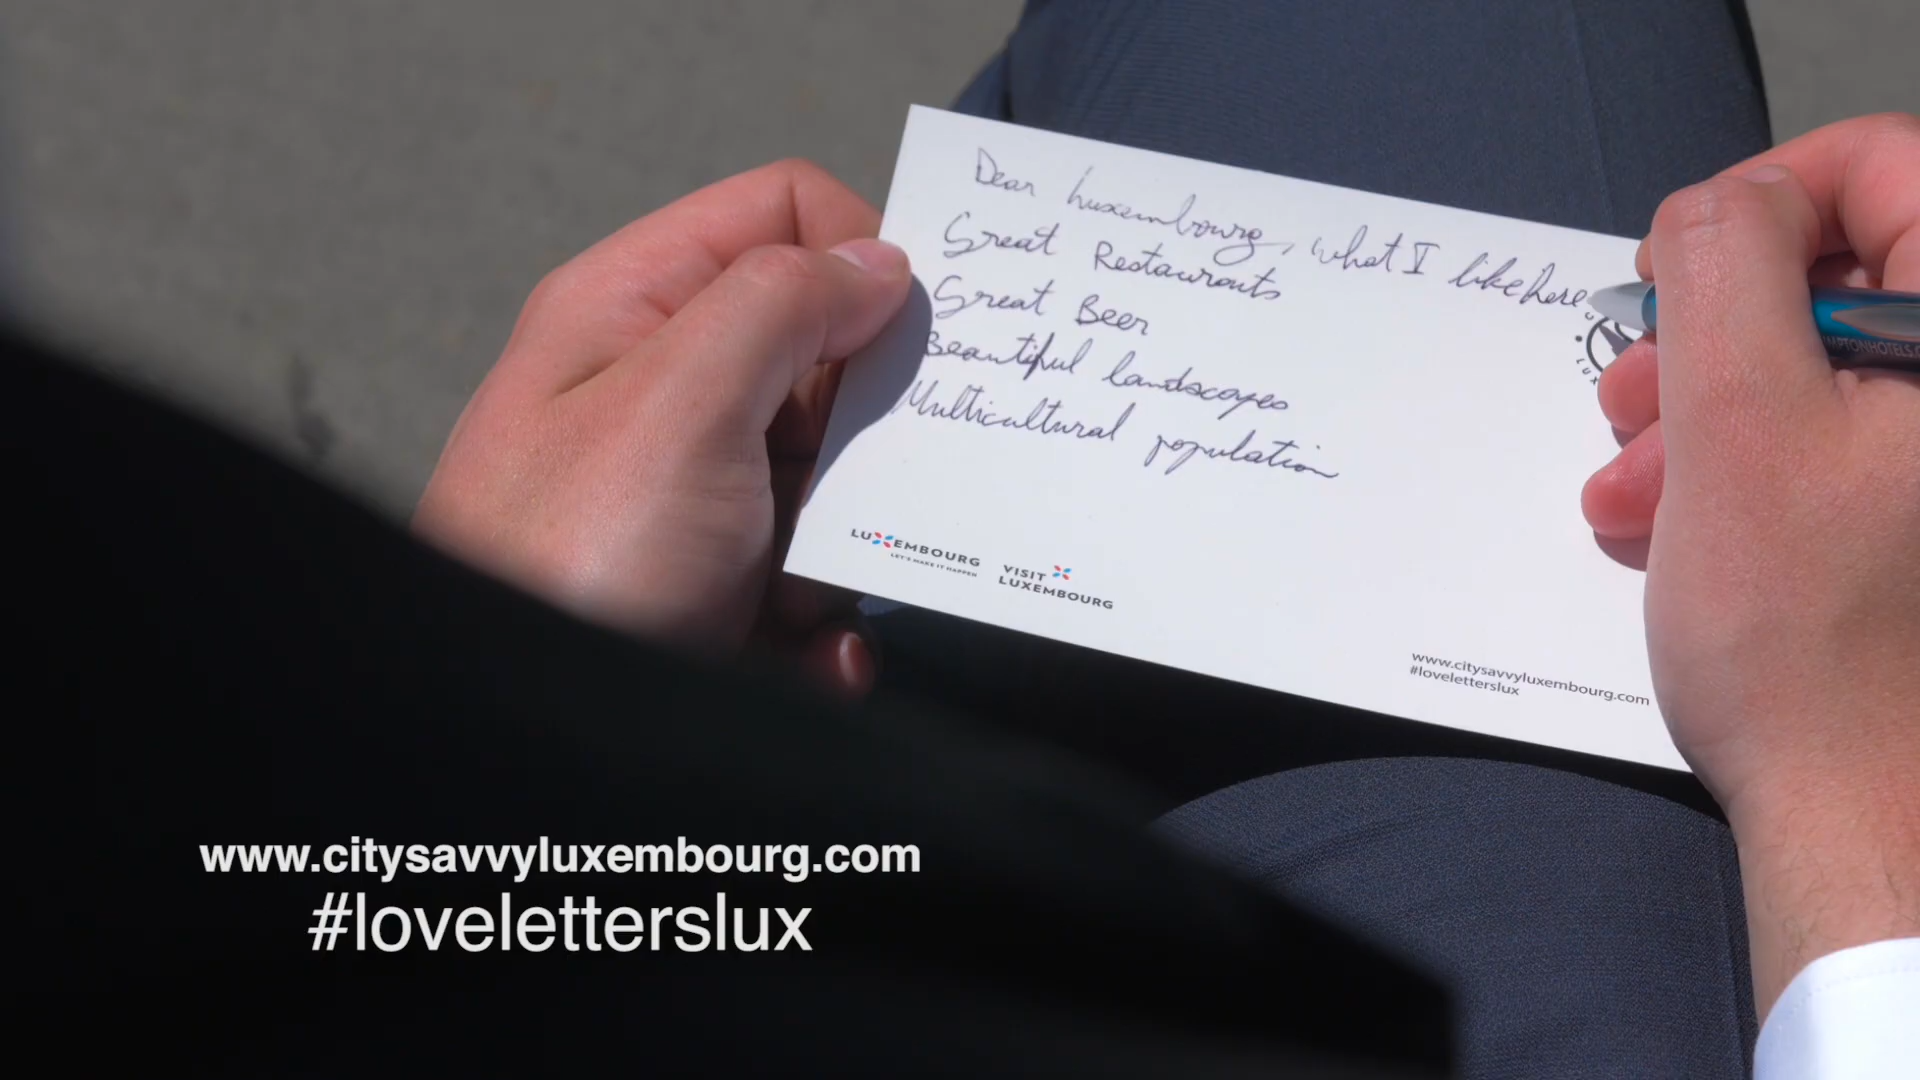 Dear Luxembourg, what I like here
Great Restaurants
Great Beer
Beautiful landscapes
Multicultural population
LUXEMBOURG
LET'S MAKE IT HAPPEN
VISIT
LUXEMBOURG
www.citysavvyluxembourg.com
#loveletterslux
www.citysavvyluxembourg.com
#loveletterslux